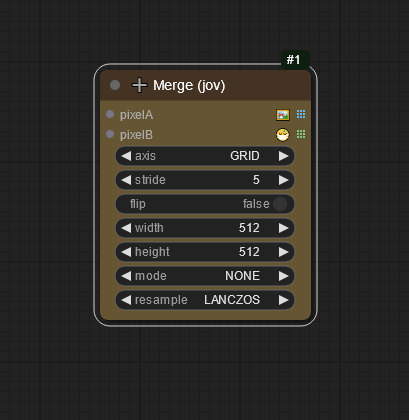 #1
Merge (jov)
pixelA
pixelB
axis GRID
stride 5
flip false
width 512
height 512
mode NONE
resample LANCZOS